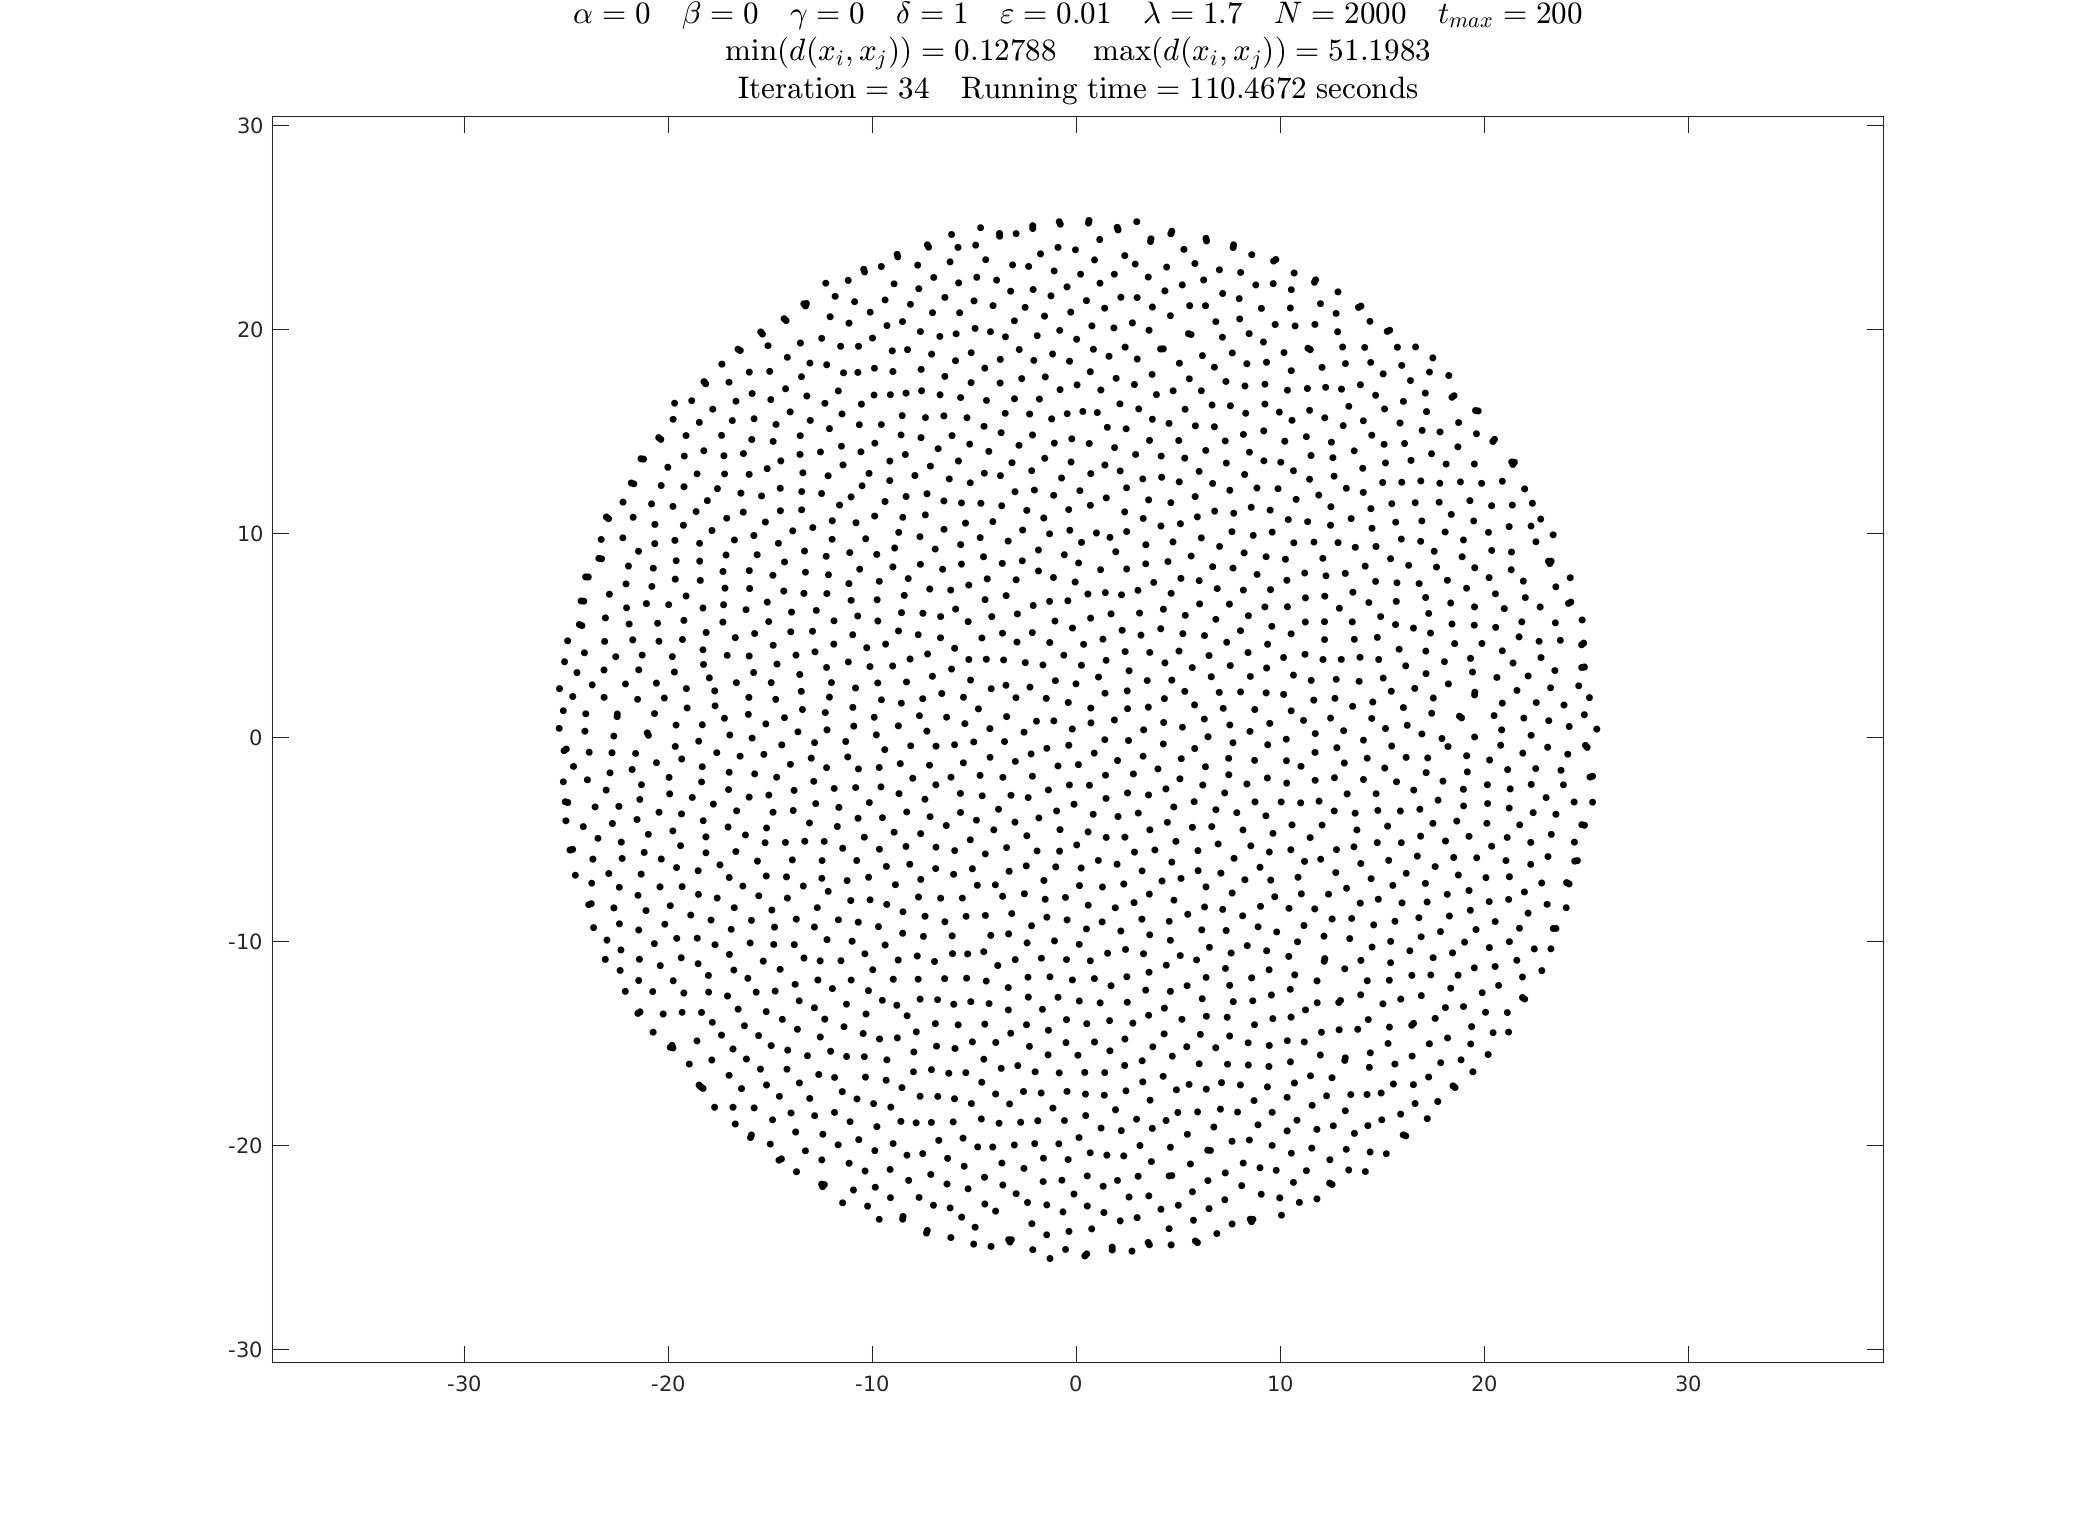 α = 0 β = 0 γ = 0 δ = 1 ε = 0.01 λ = 1.7 N = 2000 t_{max} = 200
min(d(x_i, x_j)) = 0.12788 max(d(x_i, x_j)) = 51.1983
Iteration = 34 Running time = 110.4672 seconds
30
20
10
0
-10
-20
-30
-30 -20 -10 0 10 20 30